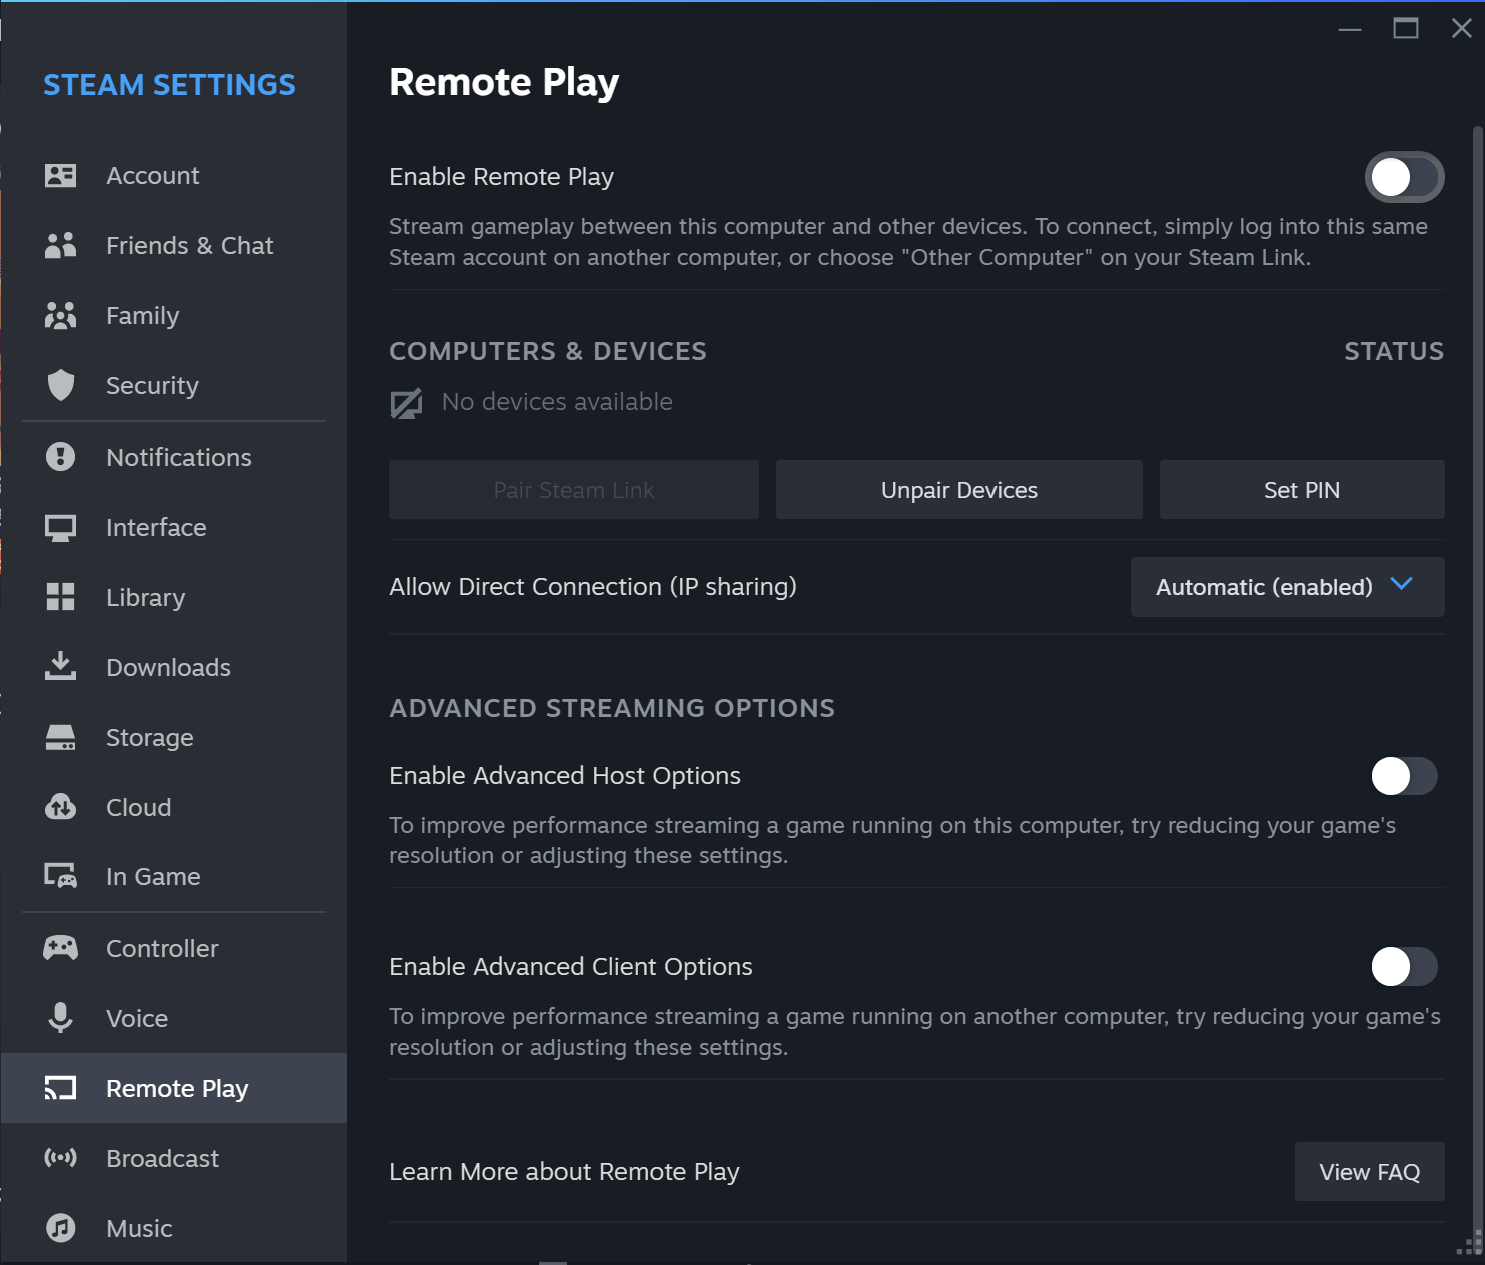 STEAM SETTINGS
Account
Friends & Chat
Family
Security
Notifications
Interface
Library
Downloads
Storage
Cloud
In Game
Controller
Voice
Remote Play
Broadcast
Music
Remote Play
Enable Remote Play
Stream gameplay between this computer and other devices. To connect, simply log into this same
Steam account on another computer, or choose "Other Computer" on your Steam Link.
COMPUTERS & DEVICES STATUS
No devices available
Pair Steam Link Unpair Devices Set PIN
Allow Direct Connection (IP sharing) Automatic (enabled)
ADVANCED STREAMING OPTIONS
Enable Advanced Host Options
To improve performance streaming a game running on this computer, try reducing your game's
resolution or adjusting these settings.
Enable Advanced Client Options
To improve performance streaming a game running on another computer, try reducing your game's
resolution or adjusting these settings.
Learn More about Remote Play View FAQ